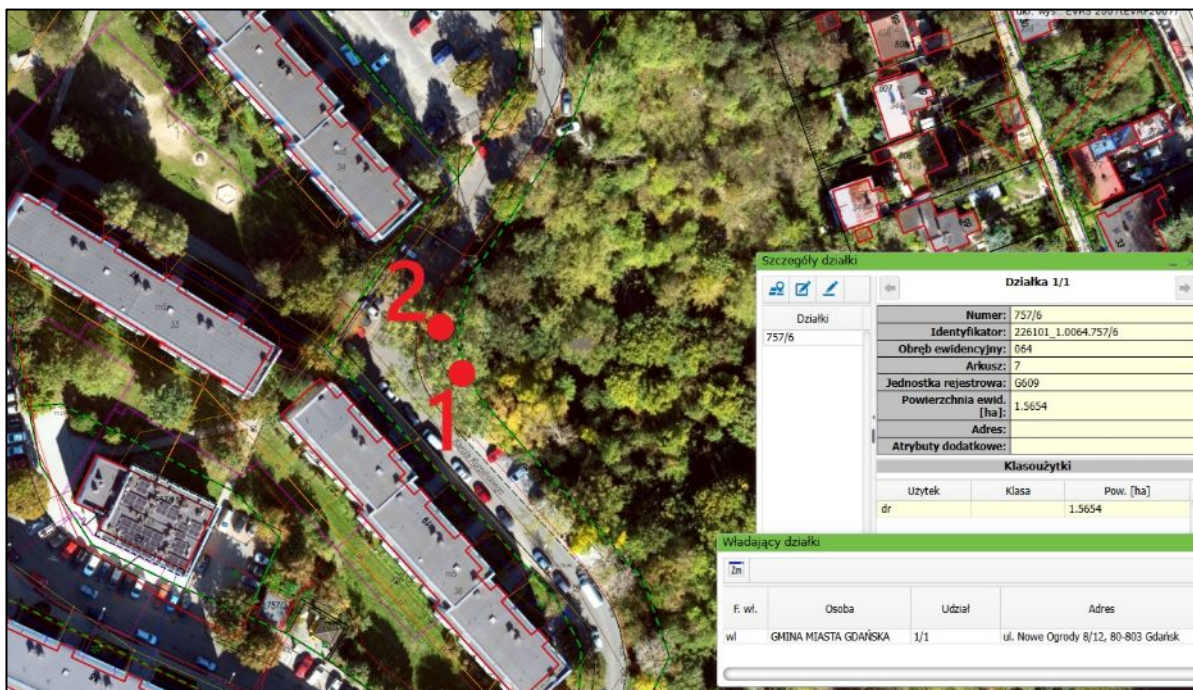 34
35
36
2
1
Szczegóły działki
Działki
757/6
Działka 1/1
Numer: 757/6
Identyfikator: 226101_1.0064.757/6
Obręb ewidencyjny: 064
Arkusz: 7
Jednostka rejestrowa: G609
Powierzchnia ewid. [ha]: 1.5654
Adres:
Atrybuty dodatkowe:
Klasoużytki
Użytek Klasa Pow. [ha]
dr 1.5654
Władający działki
Zm
F. wł. Osoba Udział Adres
wl GMINA MIASTA GDAŃSKA 1/1 ul. Nowe Ogrody 8/12, 80-803 Gdańsk